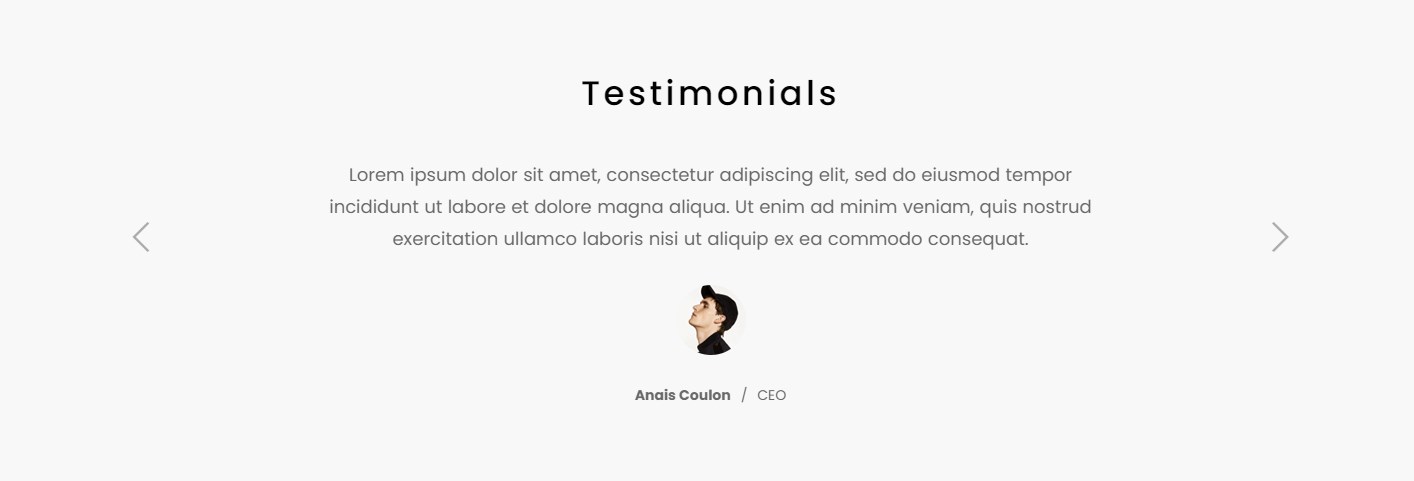 Testimonials
Lorem ipsum dolor sit amet, consectetur adipiscing elit, sed do eiusmod tempor
incididunt ut labore et dolore magna aliqua. Ut enim ad minim veniam, quis nostrud
exercitation ullamco laboris nisi ut aliquip ex ea commodo consequat.
Anais Coulon / CEO